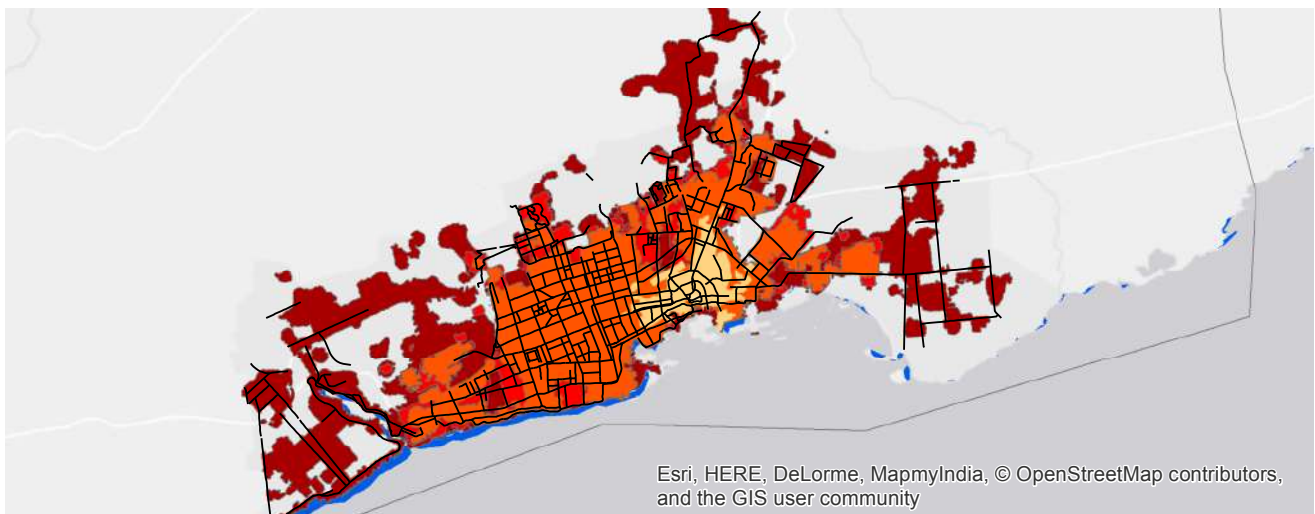 Esri, HERE, DeLorme, MapmyIndia, © OpenStreetMap contributors,
and the GIS user community